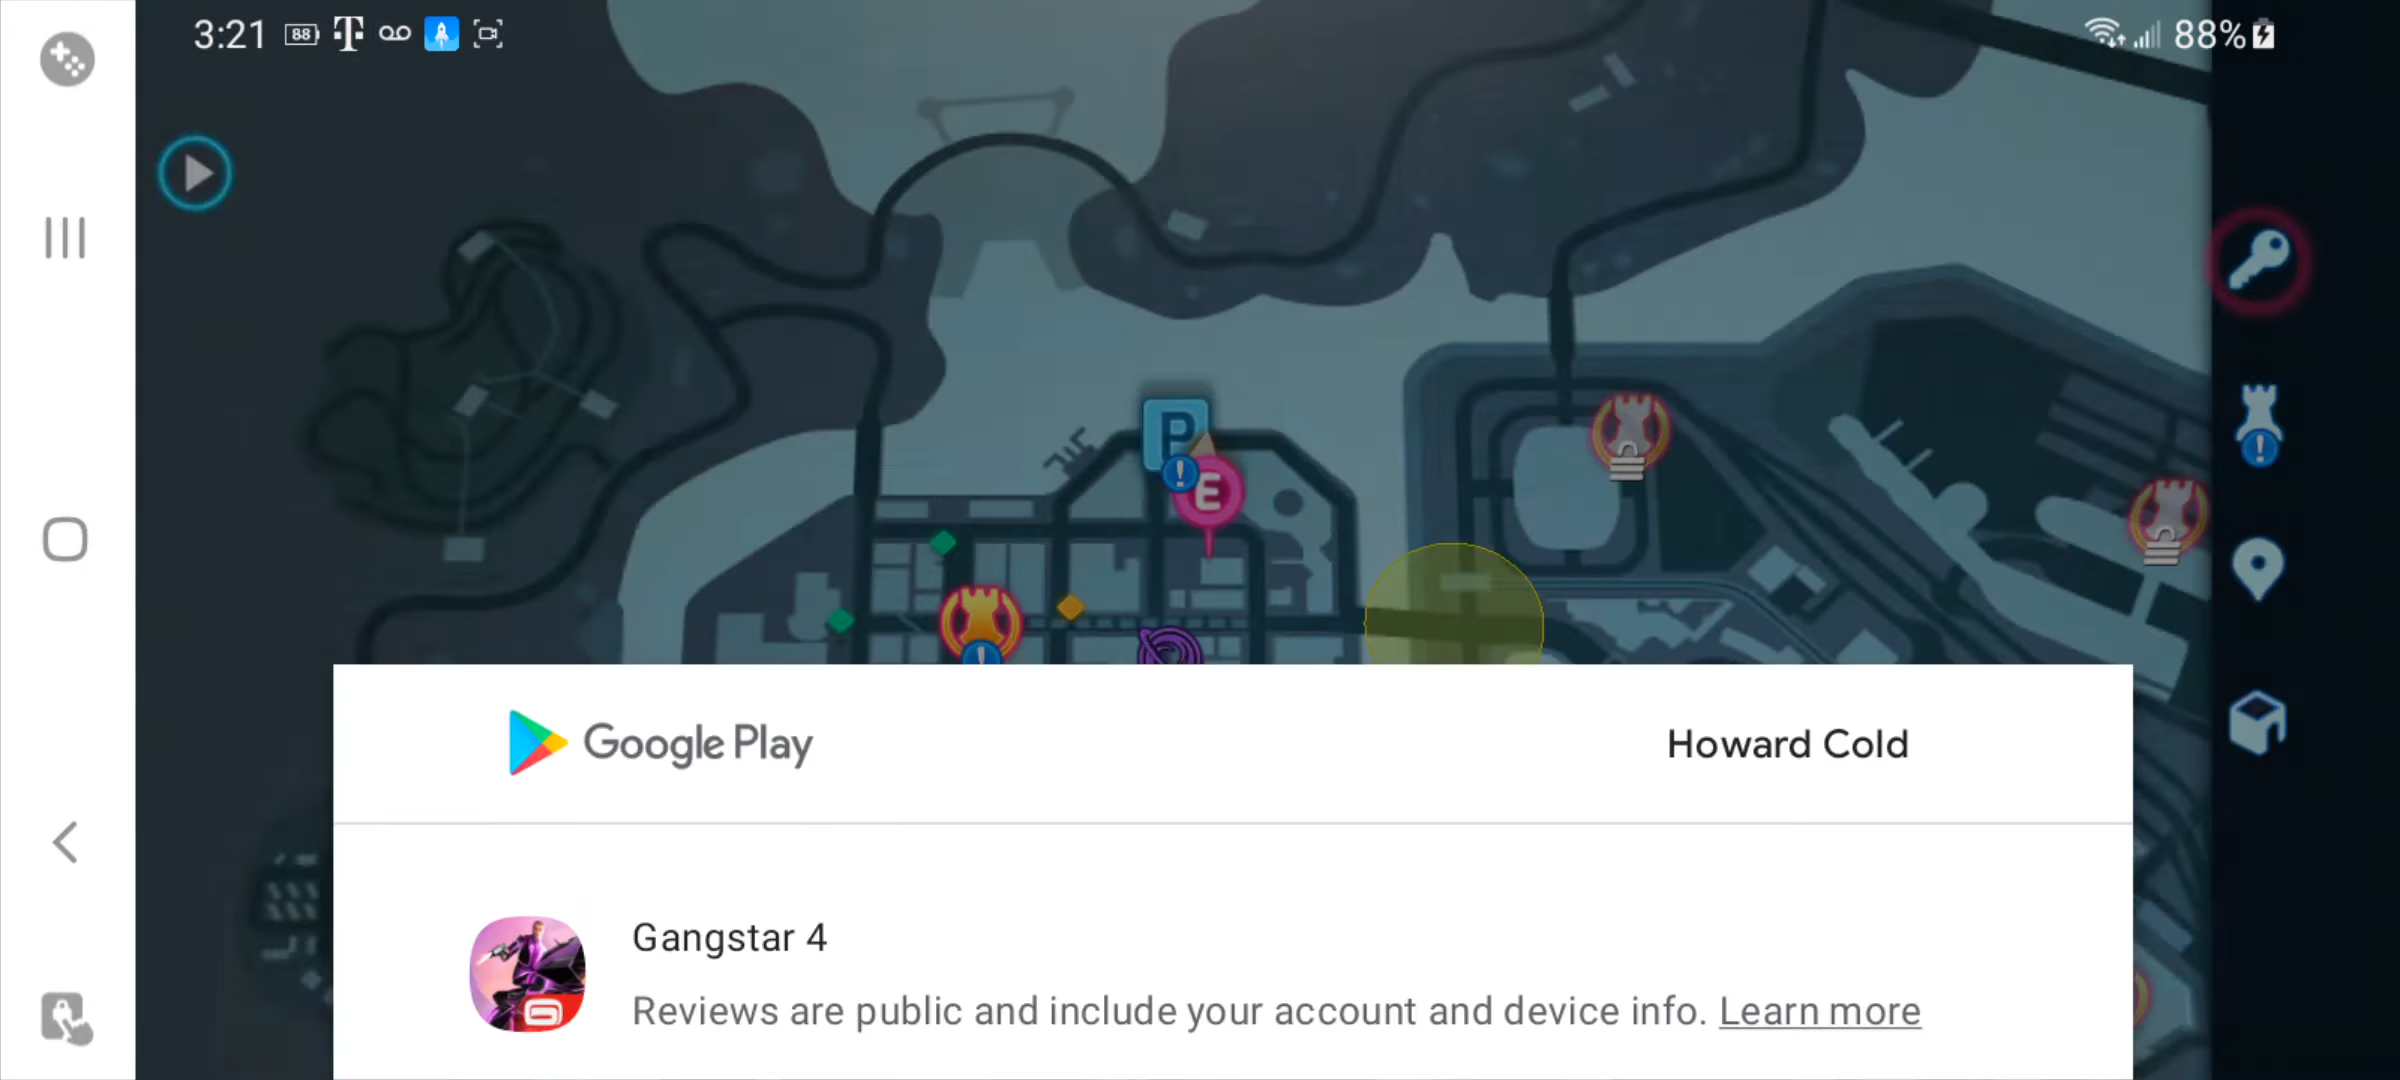 3:21 88 T 88%
P
!
E
!
!
Google Play Howard Cold
Gangstar 4
Reviews are public and include your account and device info. Learn more